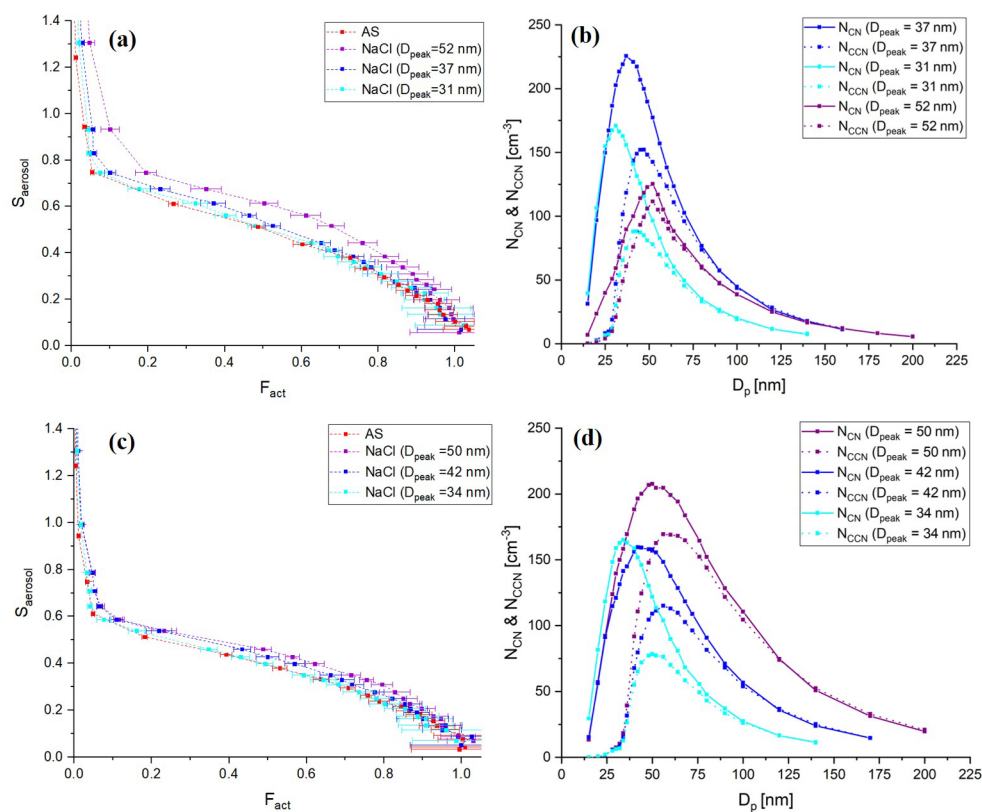 (a)
AS
NaCl (Dpeak=52 nm)
NaCl (Dpeak=37 nm)
NaCl (Dpeak=31 nm)
Saerosol
1.4
1.2
1.0
0.8
0.6
0.4
0.2
0.0
0.0 0.2 0.4 0.6 0.8 1.0
Fact
(b)
NCN (Dpeak = 37 nm)
NCCN (Dpeak = 37 nm)
NCN (Dpeak = 31 nm)
NCCN (Dpeak = 31 nm)
NCN (Dpeak = 52 nm)
NCCN (Dpeak = 52 nm)
NCN & NCCN [cm-3]
250
200
150
100
50
0
0 25 50 75 100 125 150 175 200 225
Dp [nm]
(c)
AS
NaCl (Dpeak =50 nm)
NaCl (Dpeak =42 nm)
NaCl (Dpeak =34 nm)
Saerosol
1.4
1.2
1.0
0.8
0.6
0.4
0.2
0.0
0.0 0.2 0.4 0.6 0.8 1.0
Fact
(d)
NCN (Dpeak = 50 nm)
NCCN (Dpeak = 50 nm)
NCN (Dpeak = 42 nm)
NCCN (Dpeak = 42 nm)
NCN (Dpeak = 34 nm)
NCCN (Dpeak = 34 nm)
NCN & NCCN [cm-3]
250
200
150
100
50
0
0 25 50 75 100 125 150 175 200 225
Dp [nm]